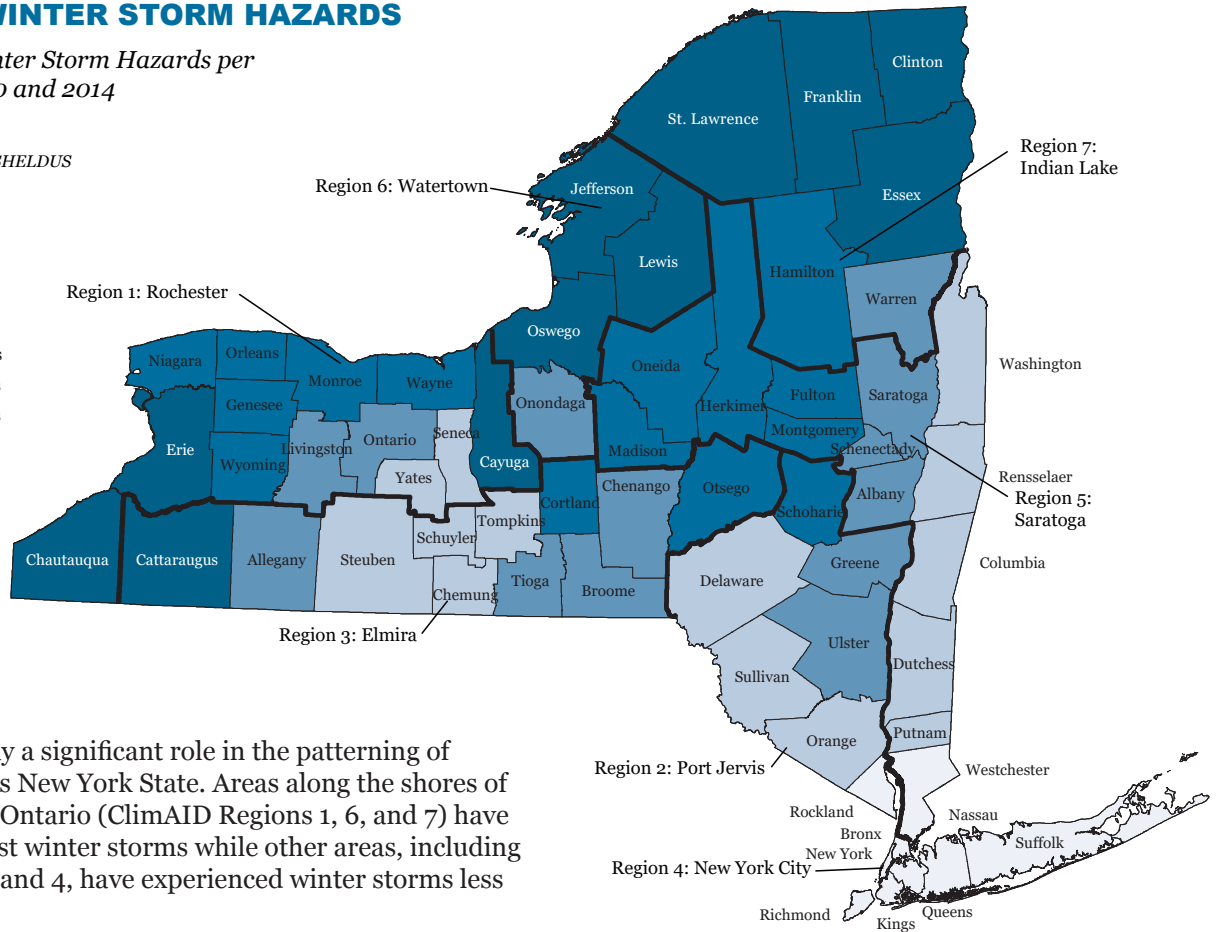 WINTER STORM HAZARDS
nter Storm Hazards per
0 and 2014
SHELDUS
Clinton
Franklin
St. Lawrence
Region 7:
Indian Lake
Region 6: Watertown
Jefferson
Essex
Lewis
Hamilton
Region 1: Rochester
Warren
Oswego
Niagara
Orleans
Washington
Oneida
Monroe
Wayne
Saratoga
Fulton
Genesee
Onondaga
Herkimer
Montgomery
Seneca
Ontario
Erie
Livingston
Madison
Schenectady
Wyoming
Cayuga
Yates
Rensselaer
Chenango
Otsego
Albany
Region 5:
Saratoga
Cortland
Schoharie
Tompkins
Schuyler
Chautauqua
Cattaraugus
Allegany
Steuben
Greene
Columbia
Delaware
Tioga
Broome
Chemung
Region 3: Elmira
Ulster
Dutchess
Sullivan
Putnam
Orange
Region 2: Port Jervis
Westchester
Rockland
Nassau
Bronx
Suffolk
New York
Region 4: New York City
Richmond
Queens
Kings
y a significant role in the patterning of
s New York State. Areas along the shores of
Ontario (ClimAID Regions 1, 6, and 7) have
st winter storms while other areas, including
and 4, have experienced winter storms less